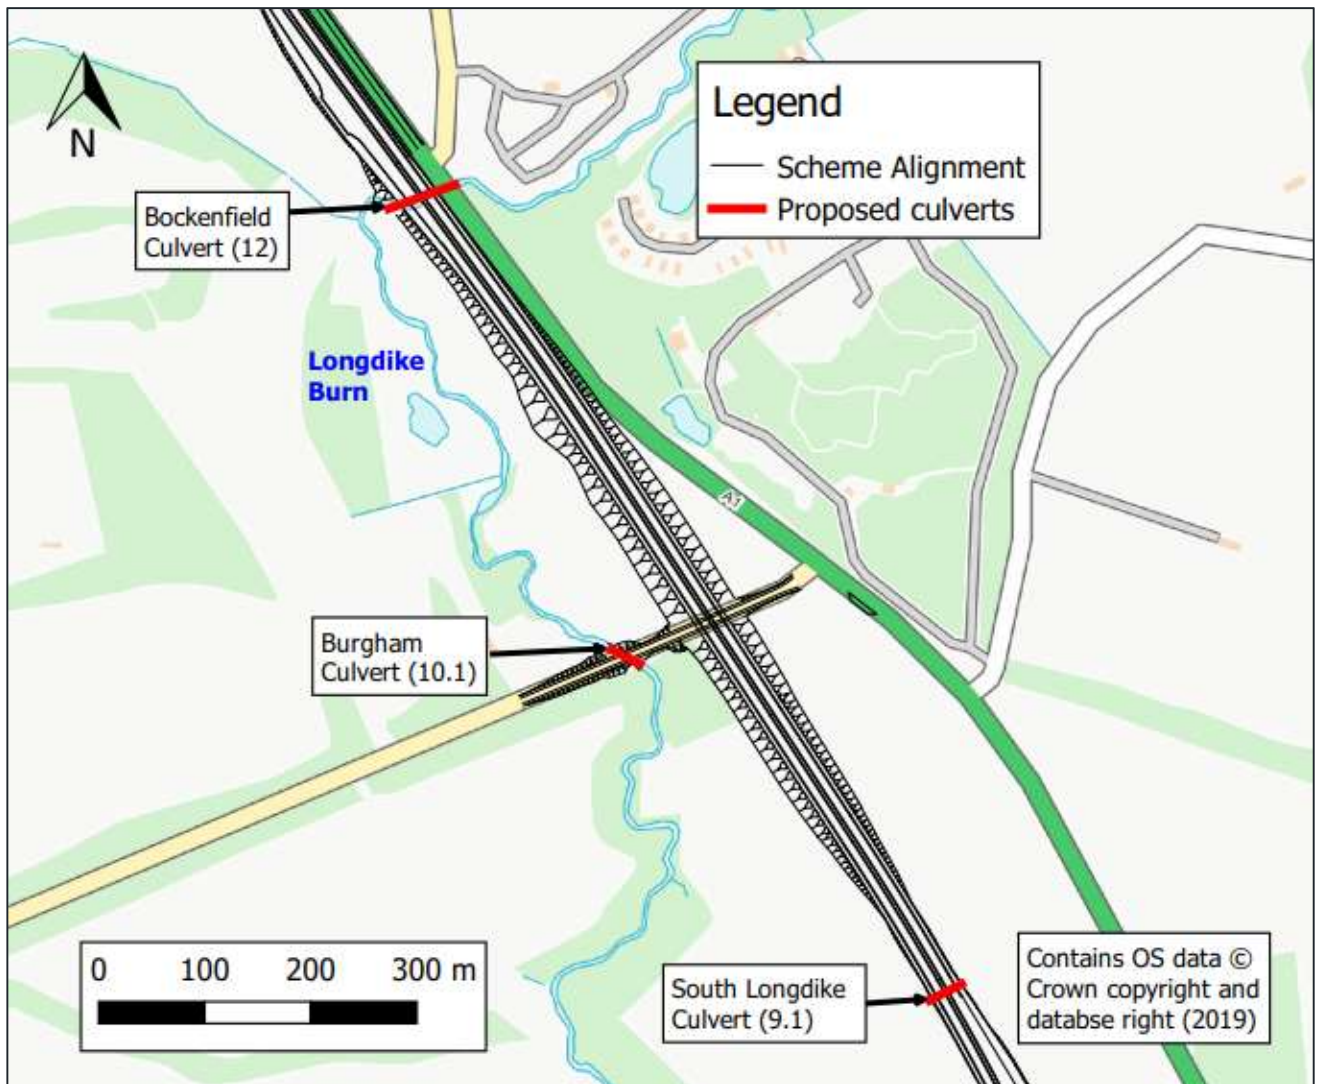 Legend
Scheme Alignment
Proposed culverts
N
Bockenfield
Culvert (12)
Longdike
Burn
A1
Burgham
Culvert (10.1)
0 100 200 300 m
South Longdike
Culvert (9.1)
Contains OS data ©
Crown copyright and
databse right (2019)